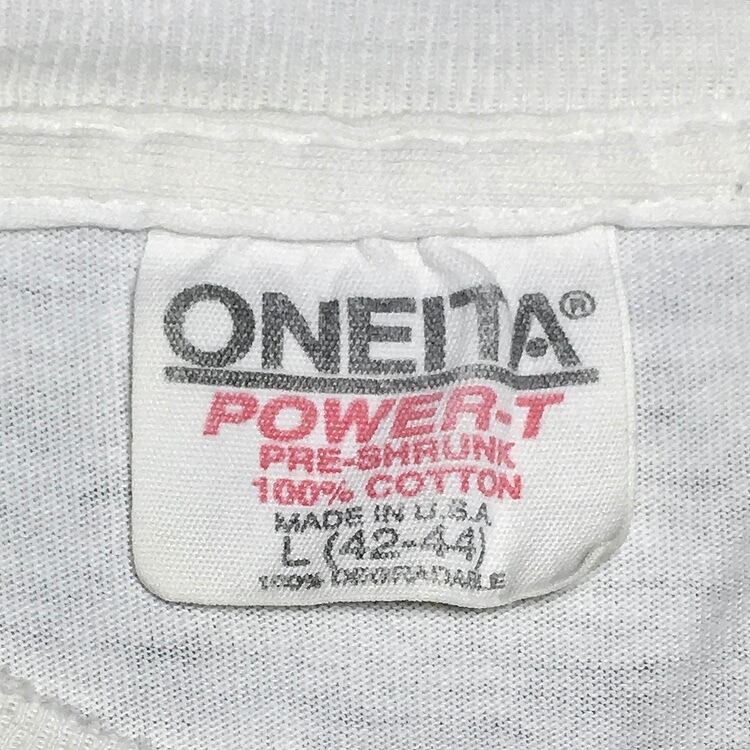 ONEITA®
POWER-T
PRE-SHRUNK
100% COTTON
MADE IN U.S.A
L (42-44)
100% DEGRADABLE